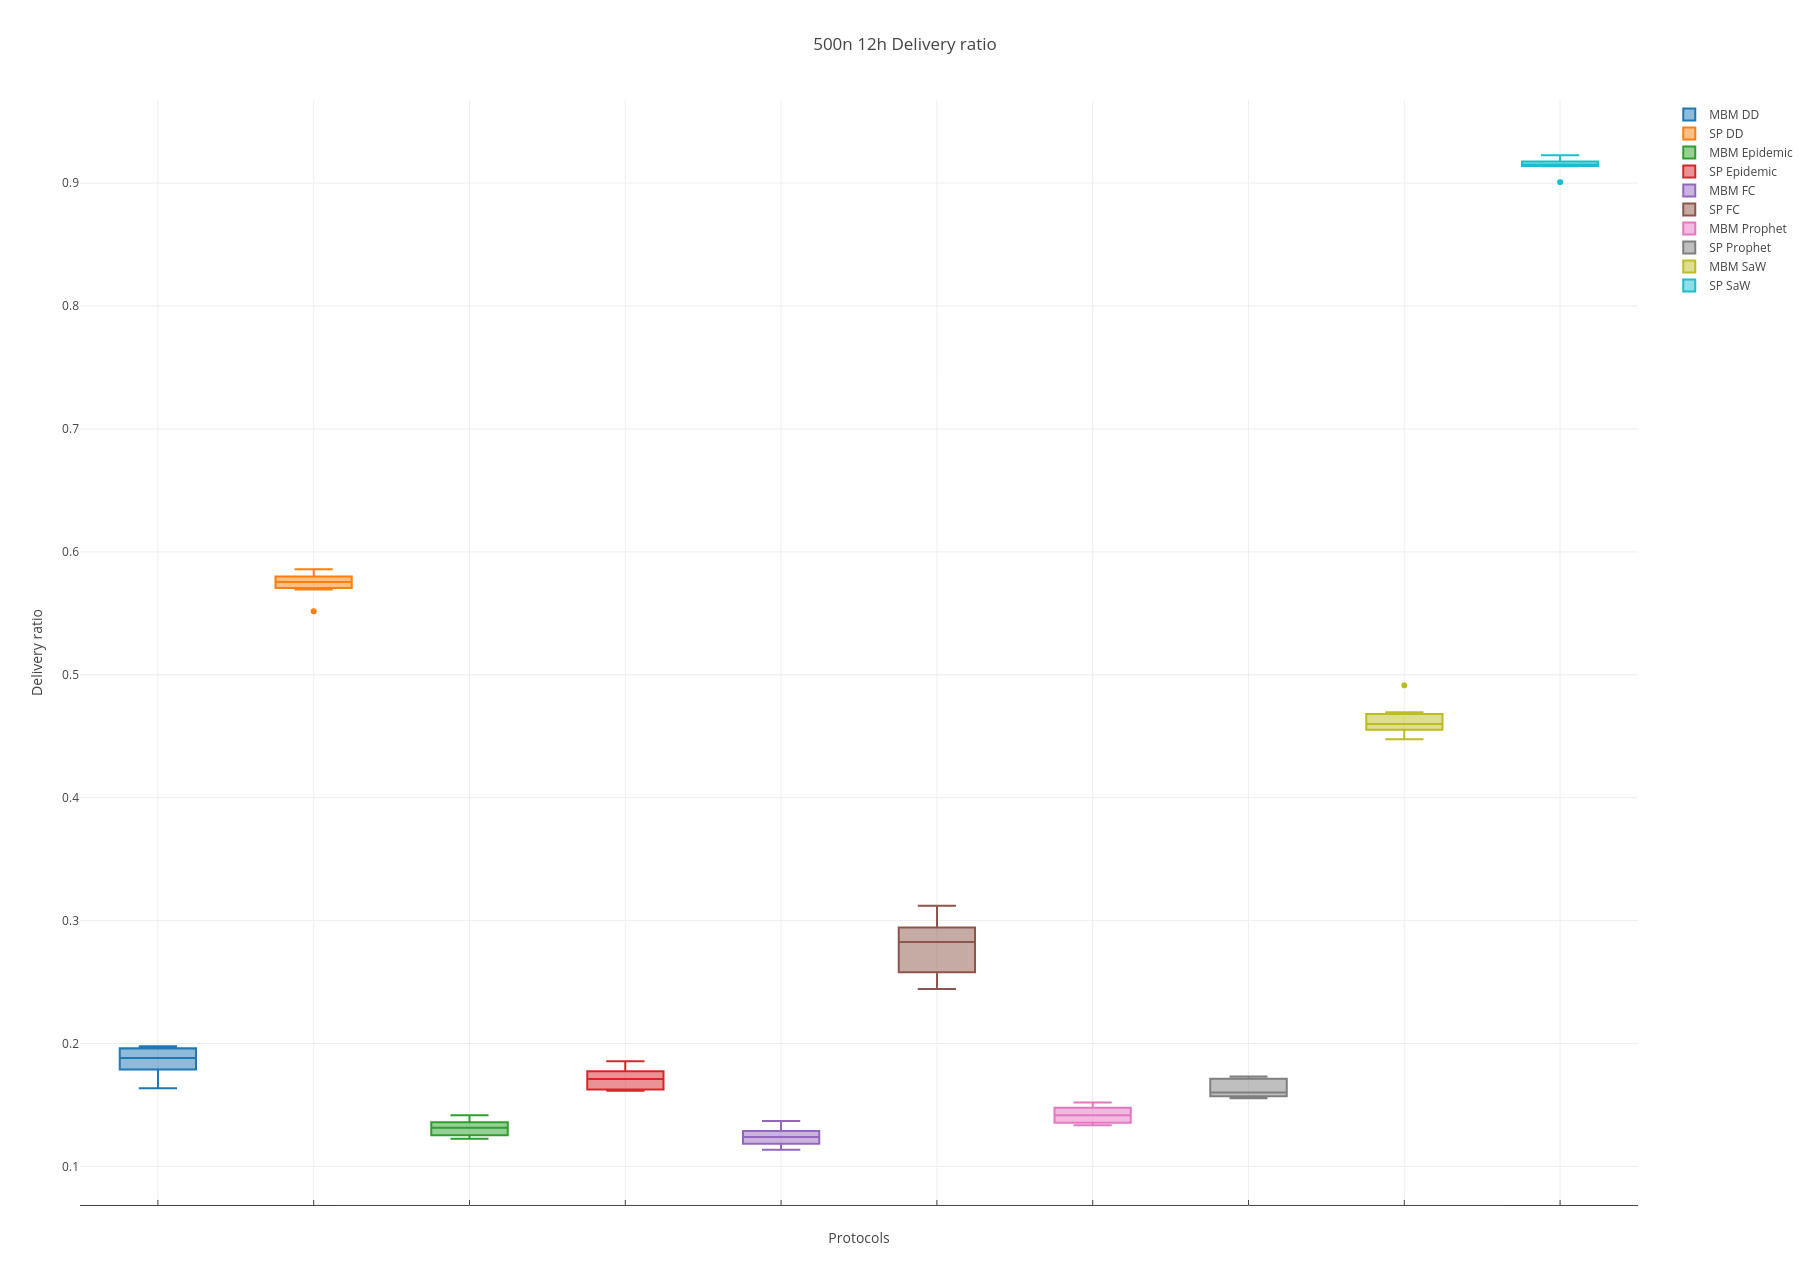 500n 12h Delivery ratio
MBM DD
SP DD
MBM Epidemic
SP Epidemic
MBM FC
SP FC
MBM Prophet
SP Prophet
MBM SaW
SP SaW
0.9
0.8
0.7
0.6
0.5
0.4
0.3
0.2
0.1
Delivery ratio
Protocols